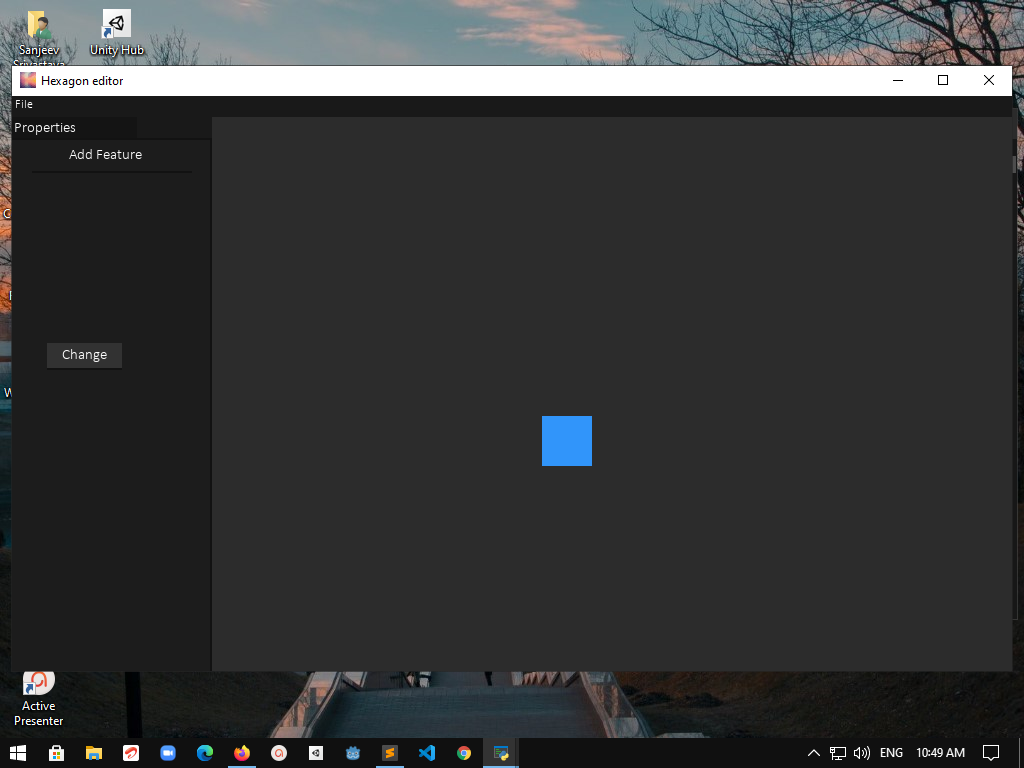 Sanjeev
Srivastava
Unity Hub
Hexagon editor
File
Properties
Add Feature
Change
Active
Presenter
ENG
10:49 AM